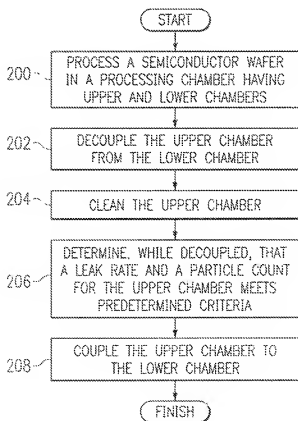 START
200
PROCESS A SEMICONDUCTOR WAFER
IN A PROCESSING CHAMBER HAVING
UPPER AND LOWER CHAMBERS
202
DECOUPLE THE UPPER CHAMBER
FROM THE LOWER CHAMBER
204
CLEAN THE UPPER CHAMBER
206
DETERMINE, WHILE DECOUPLED, THAT
A LEAK RATE AND A PARTICLE COUNT
FOR THE UPPER CHAMBER MEETS
PREDETERMINED CRITERIA
208
COUPLE THE UPPER CHAMBER TO
THE LOWER CHAMBER
FINISH